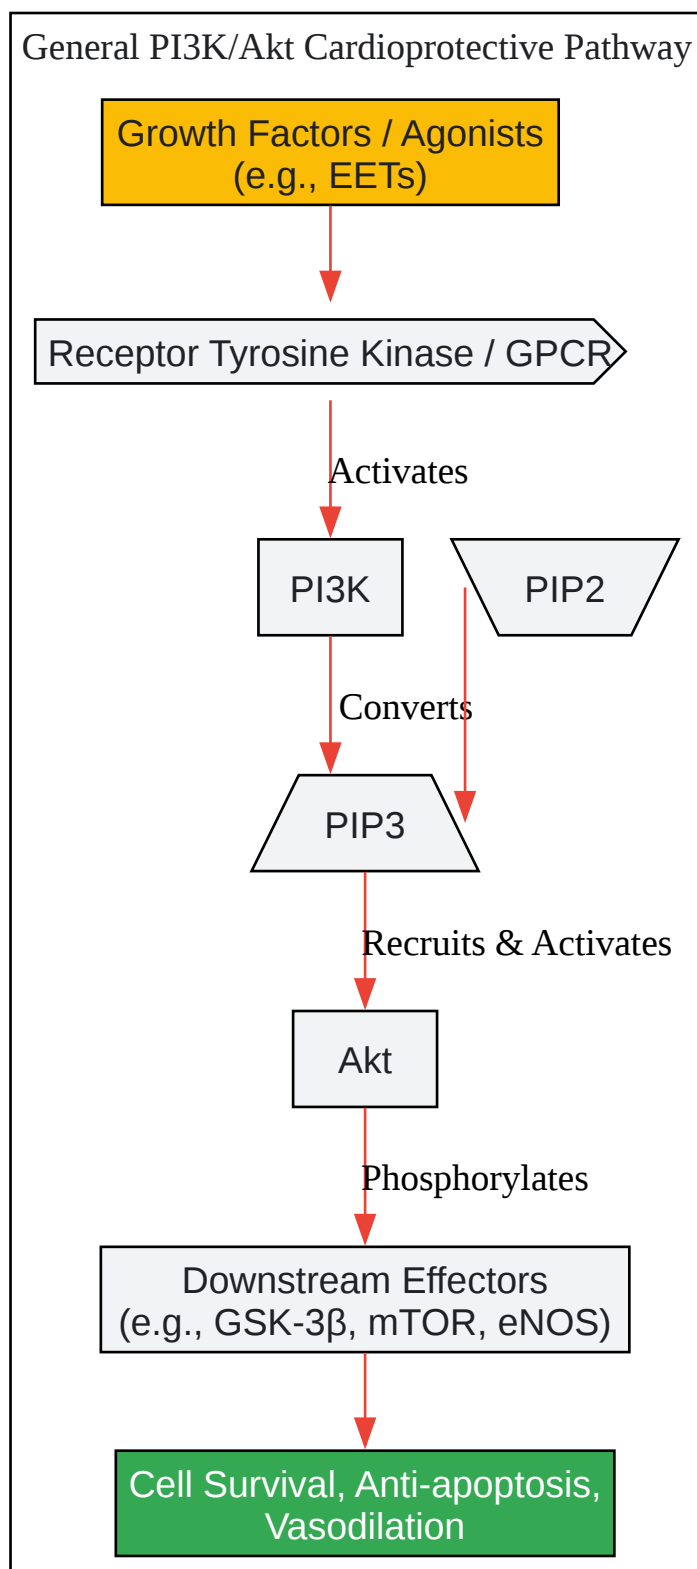 General PI3K/Akt Cardioprotective Pathway
Growth Factors / Agonists
(e.g., EETs)
Receptor Tyrosine Kinase / GPCR
Activates
PI3K
PIP2
Converts
PIP3
Recruits & Activates
Akt
Phosphorylates
Downstream Effectors
(e.g., GSK-3β, mTOR, eNOS)
Cell Survival, Anti-apoptosis,
Vasodilation